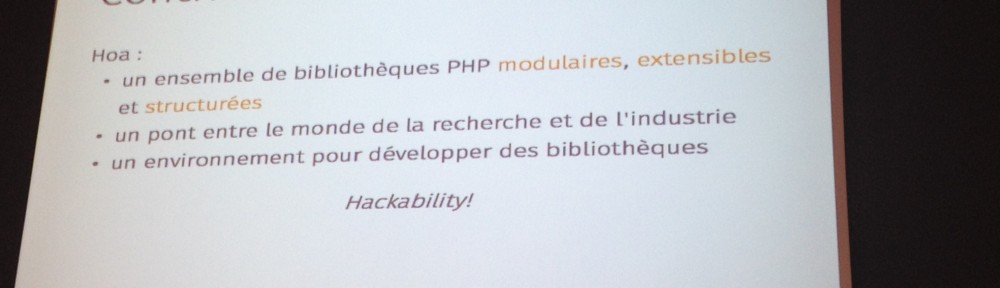 Hoa :
• un ensemble de bibliothèques PHP modulaires, extensibles
et structurées
• un pont entre le monde de la recherche et de l'industrie
• un environnement pour développer des bibliothèques
Hackability!